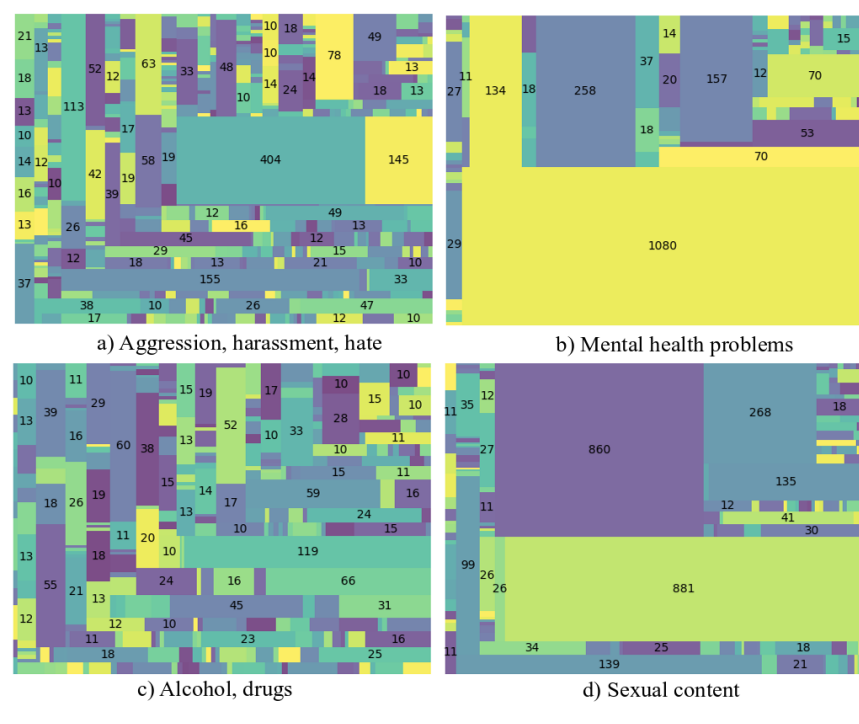 21 13 52 63 33 48 10 18 78 49
18 113 12 10 13
13 17 10 14 24 14 18 13
10 14 12 42 58 19 404 145
16 10 39 19
13 26 12 49
16 13
45 12
12 29 15
18 13 21 10
37 155 33
38 10 26 47
17 12 10
a) Aggression, harassment, hate
27 11 134 18 258 37 14 157 12 15
20 70
18 53
70
29 1080
b) Mental health problems
10 39 11 29 60 38 15 19 52 17 10 10
13 16 15 10
28
13 33 10 11
10
18 26 19 15 14 15 11
13 17 59 16
24
10 15
13 55 18 11 20 10 119
21 24 16 66
12 13 45 31
12 10
11 23 16
18 25
c) Alcohol, drugs
11 35 12 860 268 18
27
135
11 12
41
30
99 26 26 881
11 34 25 18
139 21
d) Sexual content